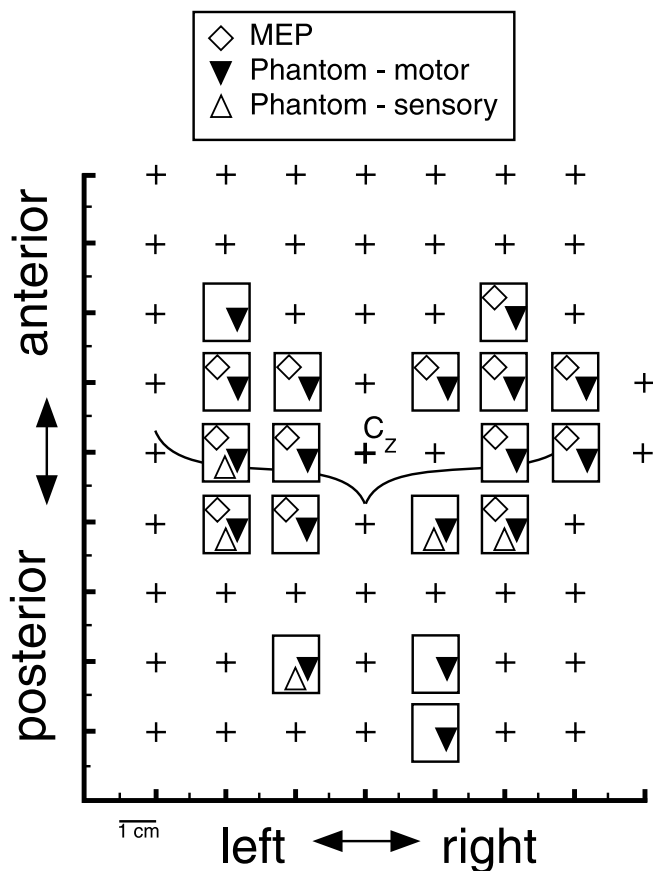 MEP
Phantom - motor
Phantom - sensory
anterior
posterior
Cz
1 cm
left
right